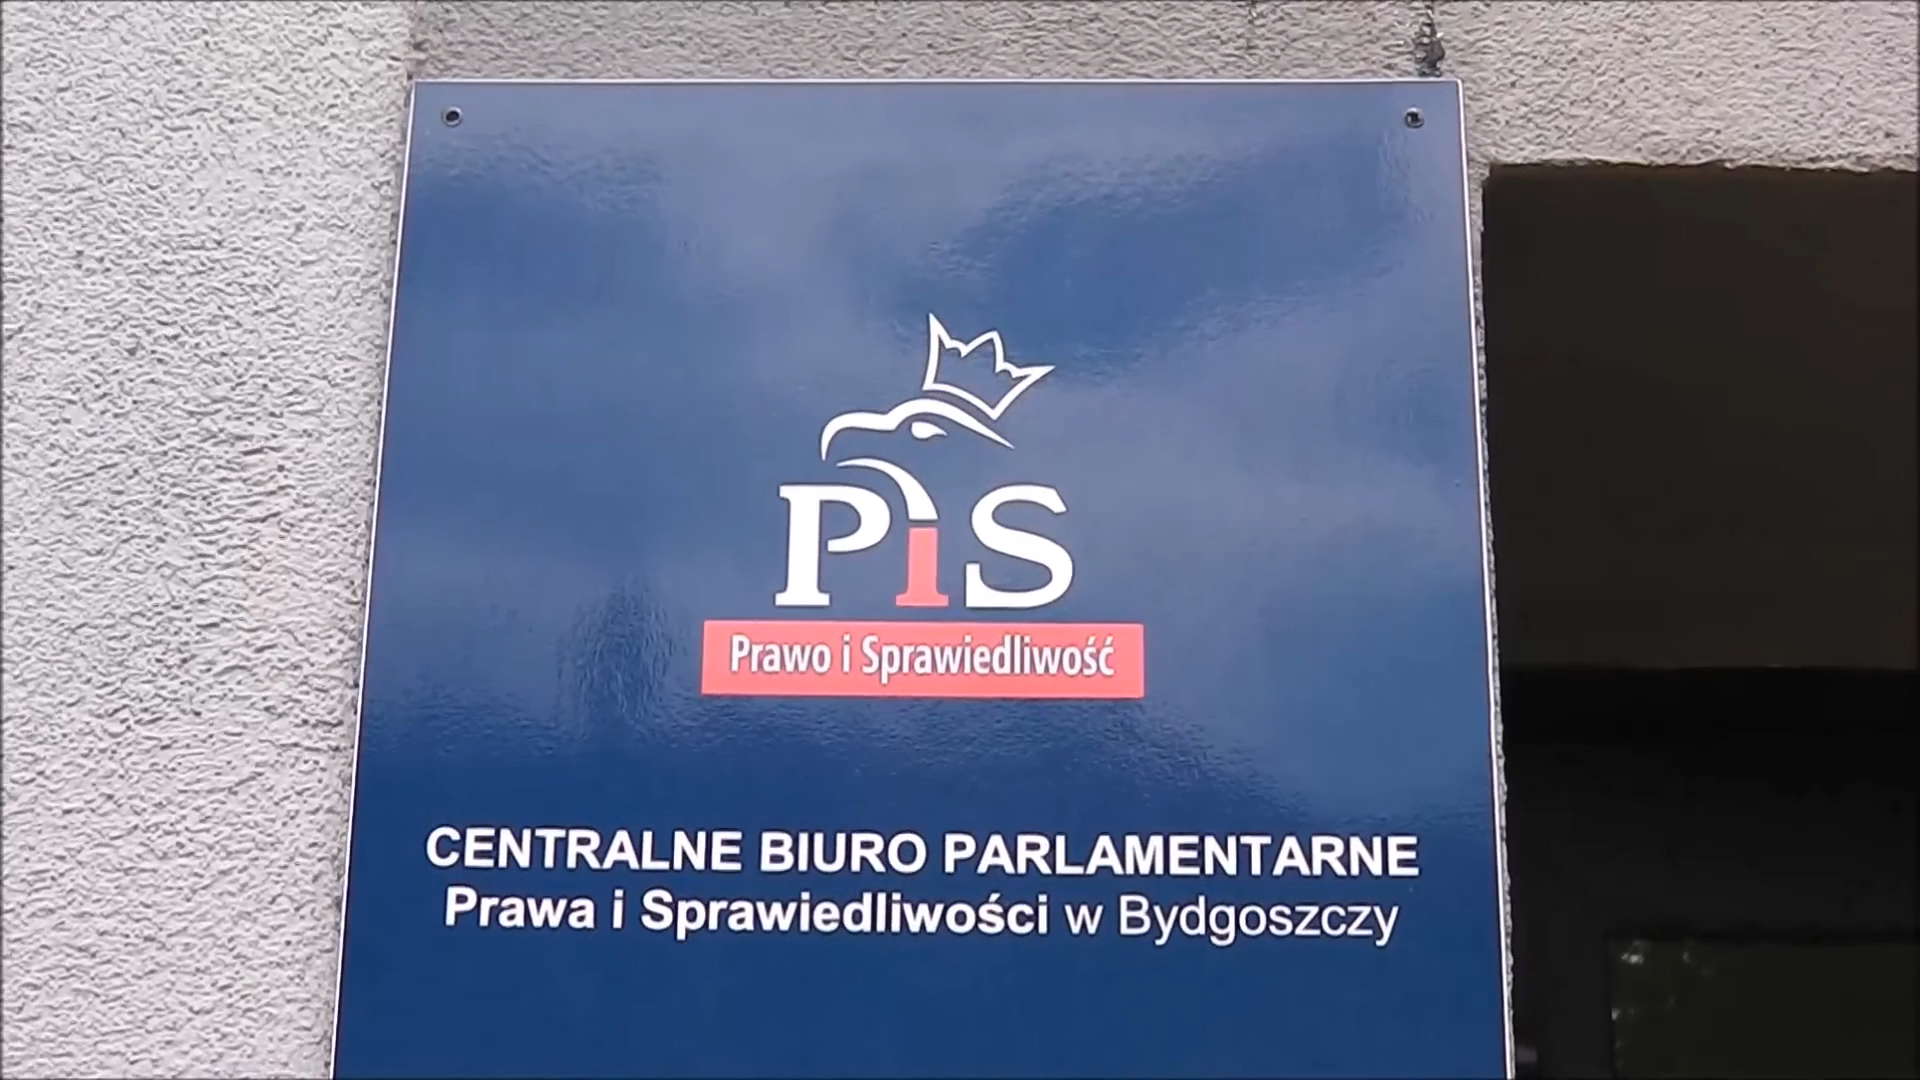 PiS
Prawo i Sprawiedliwość
CENTRALNE BIURO PARLAMENTARNE
Prawa i Sprawiedliwości w Bydgoszczy